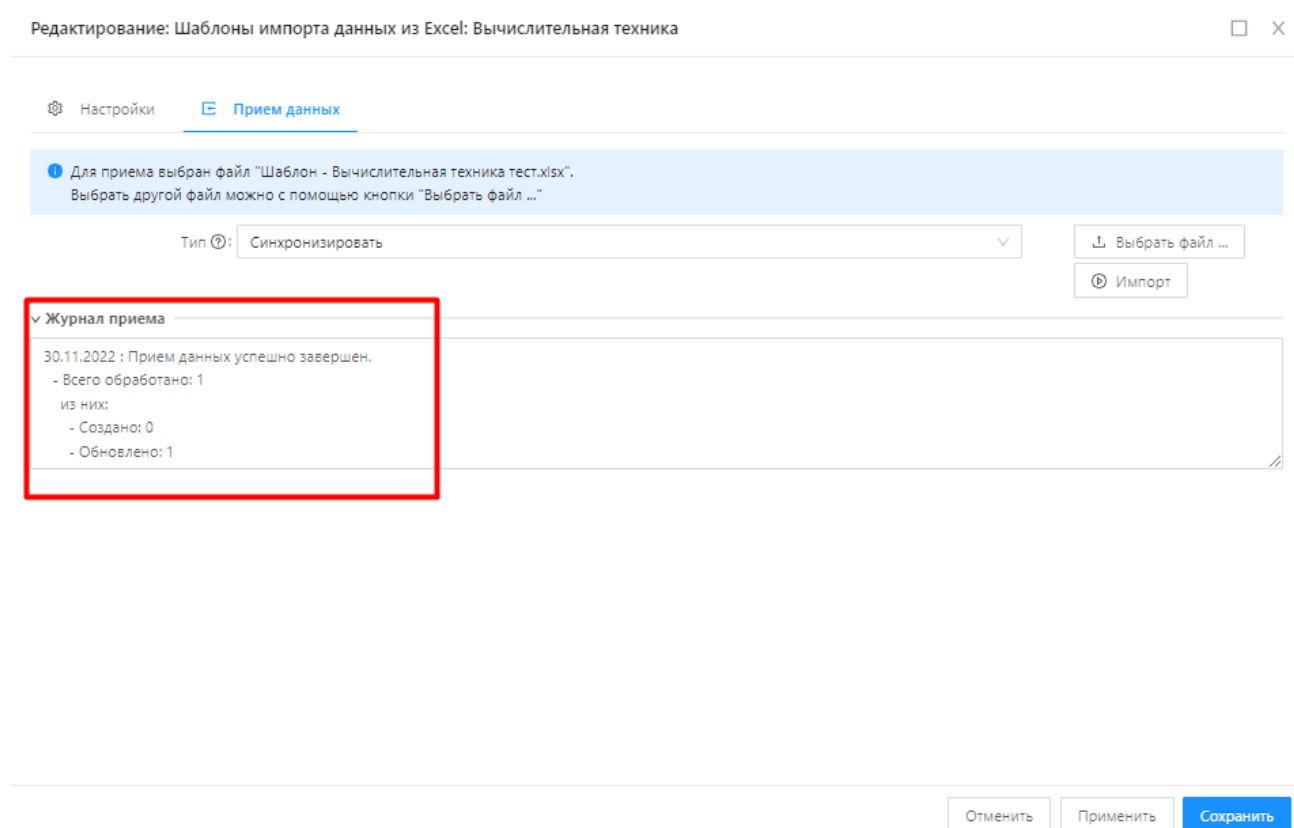 Редактирование: Шаблоны импорта данных из Excel: Вычислительная техника
Настройки
Прием данных
Для приема выбран файл "Шаблон - Вычислительная техника тест.xlsx".
Выбрать другой файл можно с помощью кнопки "Выбрать файл ..."
Тип ?:
Синхронизировать
Выбрать файл ...
Импорт
Журнал приема
30.11.2022 : Прием данных успешно завершен.
- Всего обработано: 1
из них:
- Создано: 0
- Обновлено: 1
Отменить
Применить
Сохранить